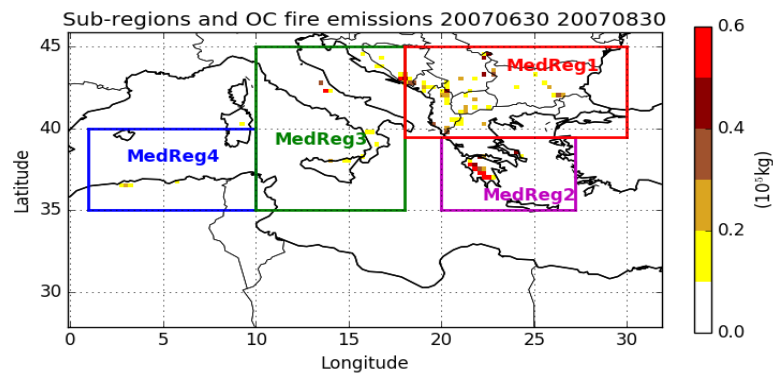 Sub-regions and OC fire emissions 20070630 20070830
45
40
35
30
Latitude
0
5
10
15
20
25
30
Longitude
MedReg1
MedReg2
MedReg3
MedReg4
0.6
0.4
0.2
0.0
(10⁵kg)